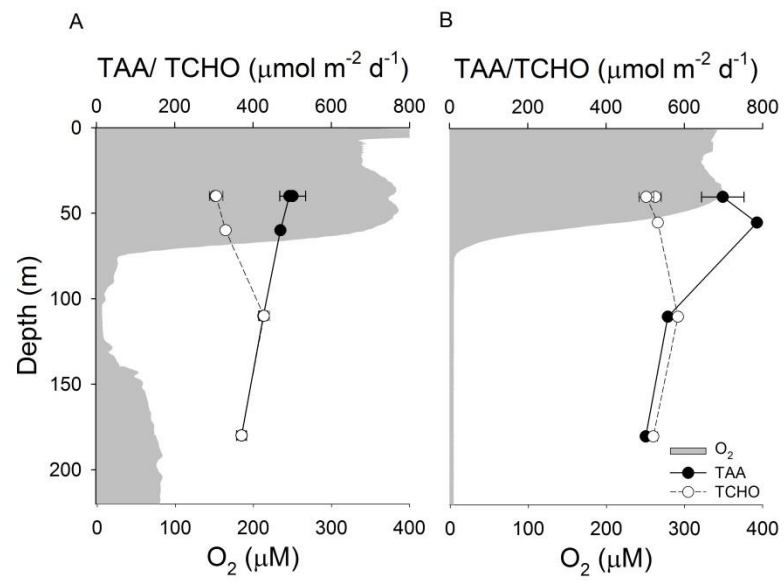 A
B
TAA/ TCHO (μmol m⁻² d⁻¹)
TAA/TCHO (μmol m⁻² d⁻¹)
0 200 400 600 800
0 200 400 600 800
0
50
100
150
200
Depth (m)
O₂
TAA
TCHO
0 100 200 300 400
0 100 200 300 400
O₂ (μM)
O₂ (μM)